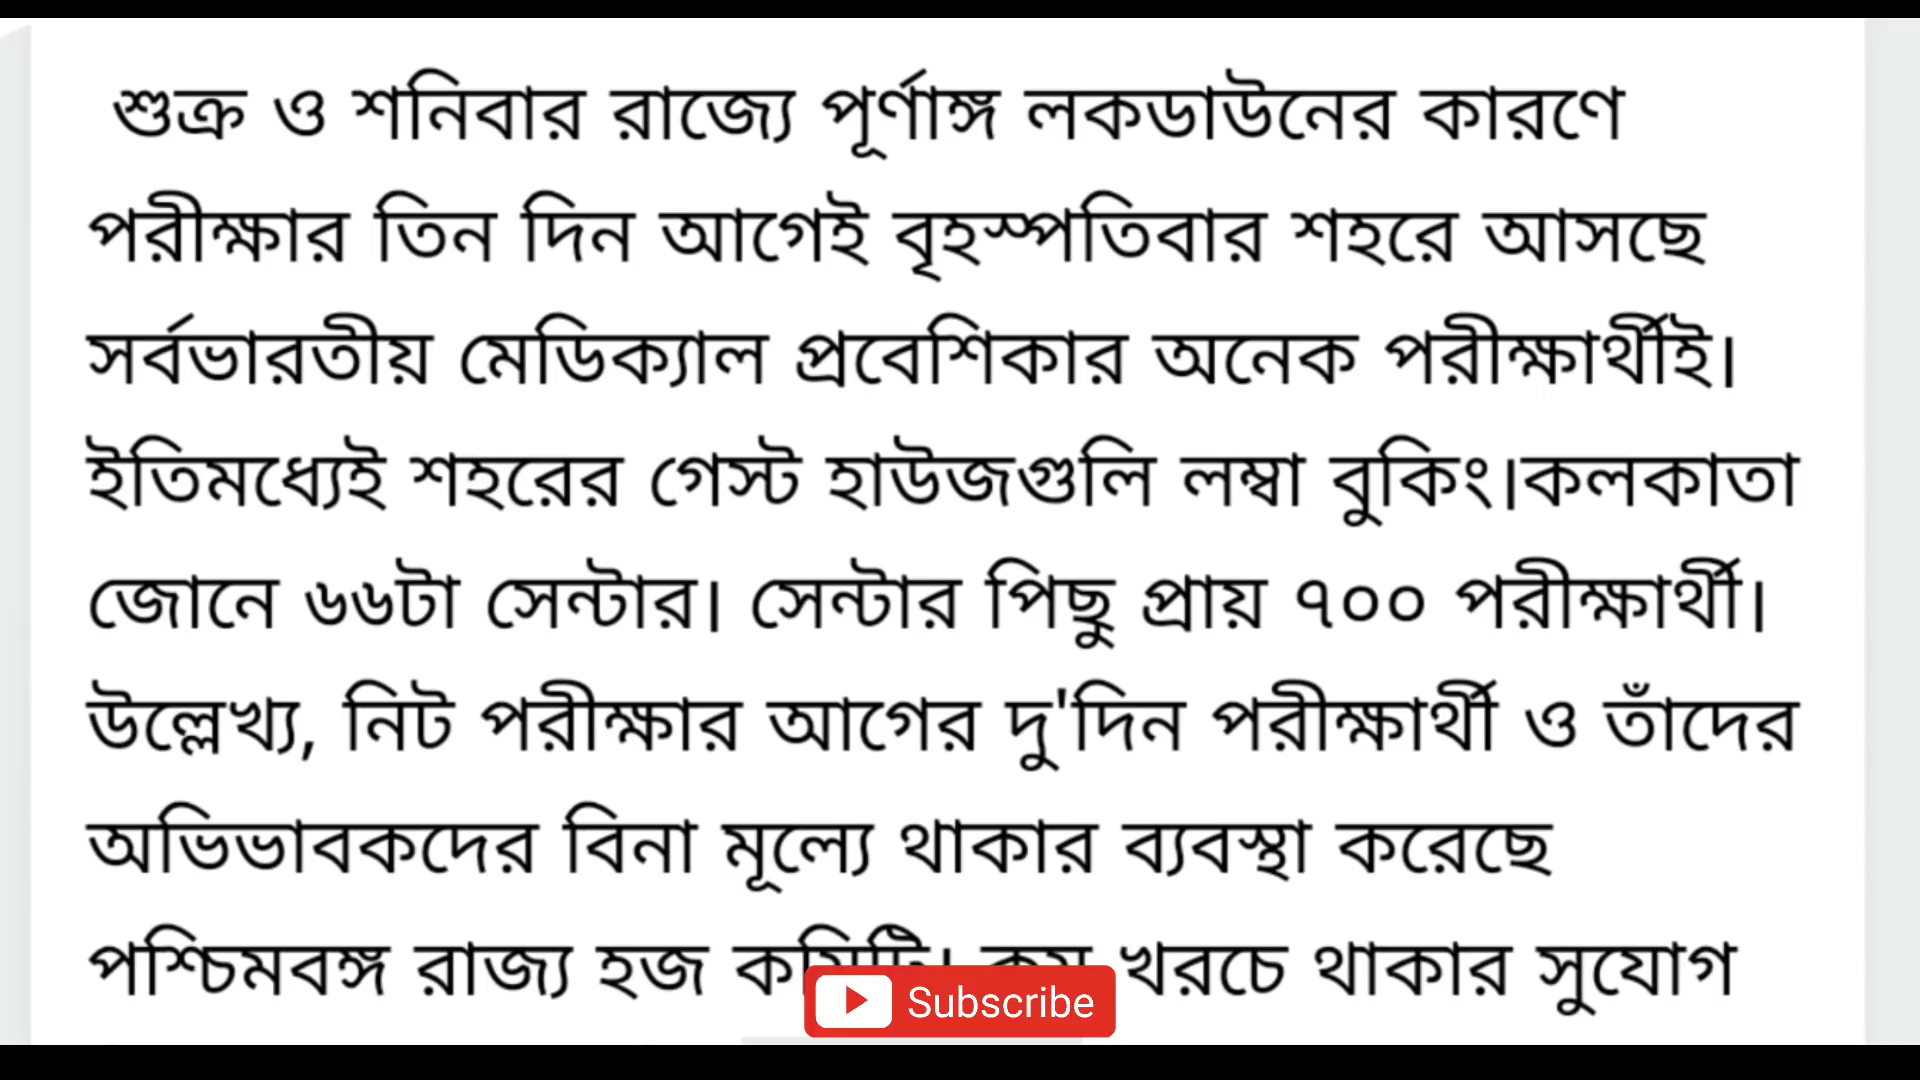 শুক্র ও শনিবার রাজ্যে পূর্ণাঙ্গ লকডাউনের কারণে
পরীক্ষার তিন দিন আগেই বৃহস্পতিবার শহরে আসছে
সর্বভারতীয় মেডিক্যাল প্রবেশিকার অনেক পরীক্ষার্থীই।
ইতিমধ্যেই শহরের গেস্ট হাউজগুলি লম্বা বুকিং।কলকাতা
জোনে ৬৬টা সেন্টার। সেন্টার পিছু প্রায় ৭০০ পরীক্ষার্থী।
উল্লেখ্য, নিট পরীক্ষার আগের দু'দিন পরীক্ষার্থী ও তাঁদের
অভিভাবকদের বিনা মূল্যে থাকার ব্যবস্থা করেছে
পশ্চিমবঙ্গ রাজ্য হজ কমিটি। কম খরচে থাকার সুযোগ
Subscribe